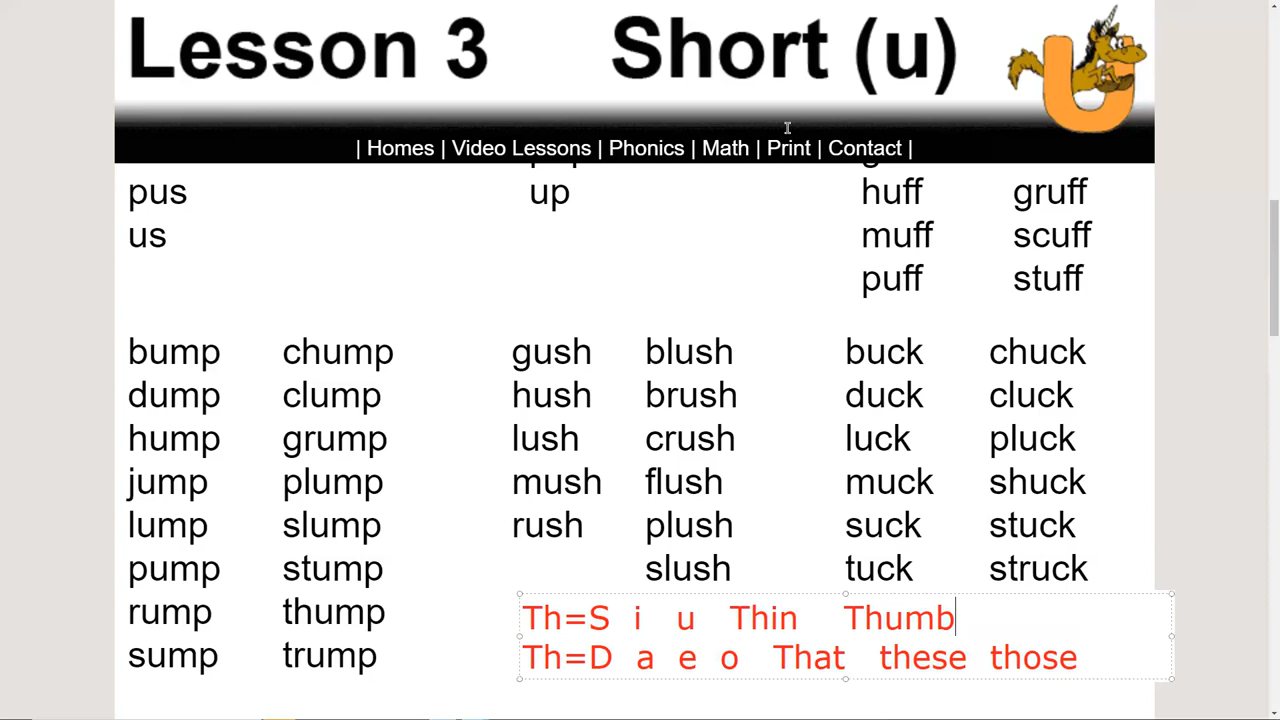 Lesson 3 Short (u)
| Homes | Video Lessons | Phonics | Math | Print | Contact |
pus up huff gruff
us muff scuff
puff stuff
bump chump gush blush buck chuck
dump clump hush brush duck cluck
hump grump lush crush luck pluck
jump plump mush flush muck shuck
lump slump rush plush suck stuck
pump stump slush tuck struck
rump thump
sump trump
Th=S i u Thin Thumb
Th=D a e o That these those